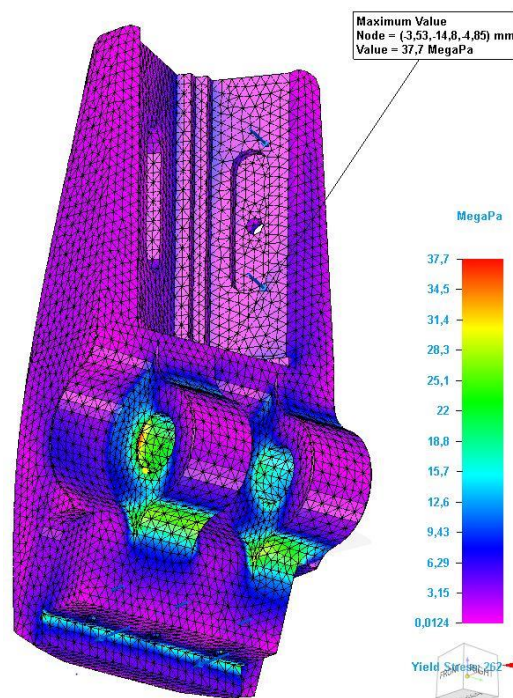 Maximum Value
Node = (-3,53,-14,8,-4,85) mm
Value = 37,7 MegaPa
MegaPa
37,7
34,5
31,4
28,3
25,1
22
18,8
15,7
12,6
9,43
6,29
3,15
0,0124
Yield Stress 262
FRONT RIGHT